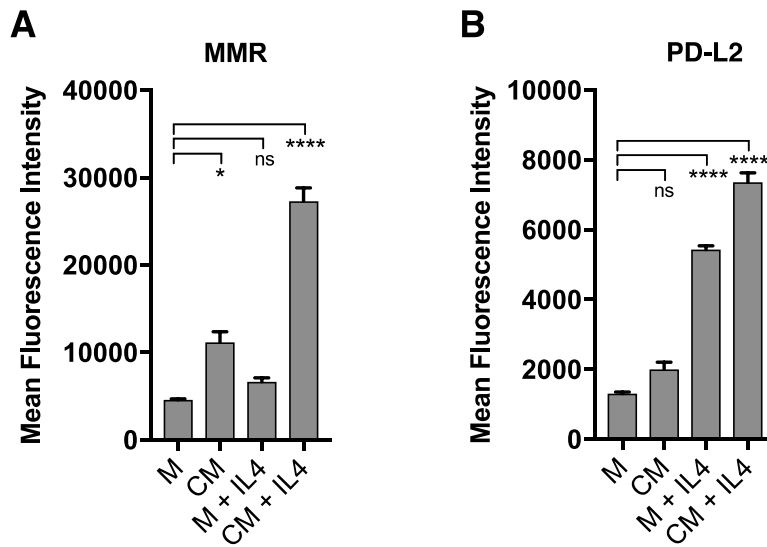 A
MMR
Mean Fluorescence Intensity
40000
30000
20000
10000
0
****
ns
*
M
CM
M + IL4
CM + IL4
B
PD-L2
Mean Fluorescence Intensity
10000
8000
6000
4000
2000
0
****
****
ns
M
CM
M + IL4
CM + IL4